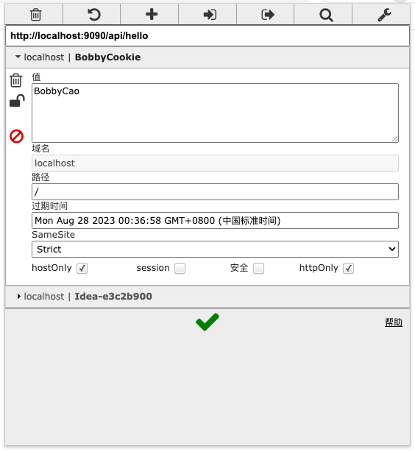 http://localhost:9090/api/hello
localhost | BobbyCookie
值
BobbyCao
域名
localhost
路径
/
过期时间
Mon Aug 28 2023 00:36:58 GMT+0800 (中国标准时间)
SameSite
Strict
hostOnly session 安全 httpOnly
localhost | Idea-e3c2b900
帮助